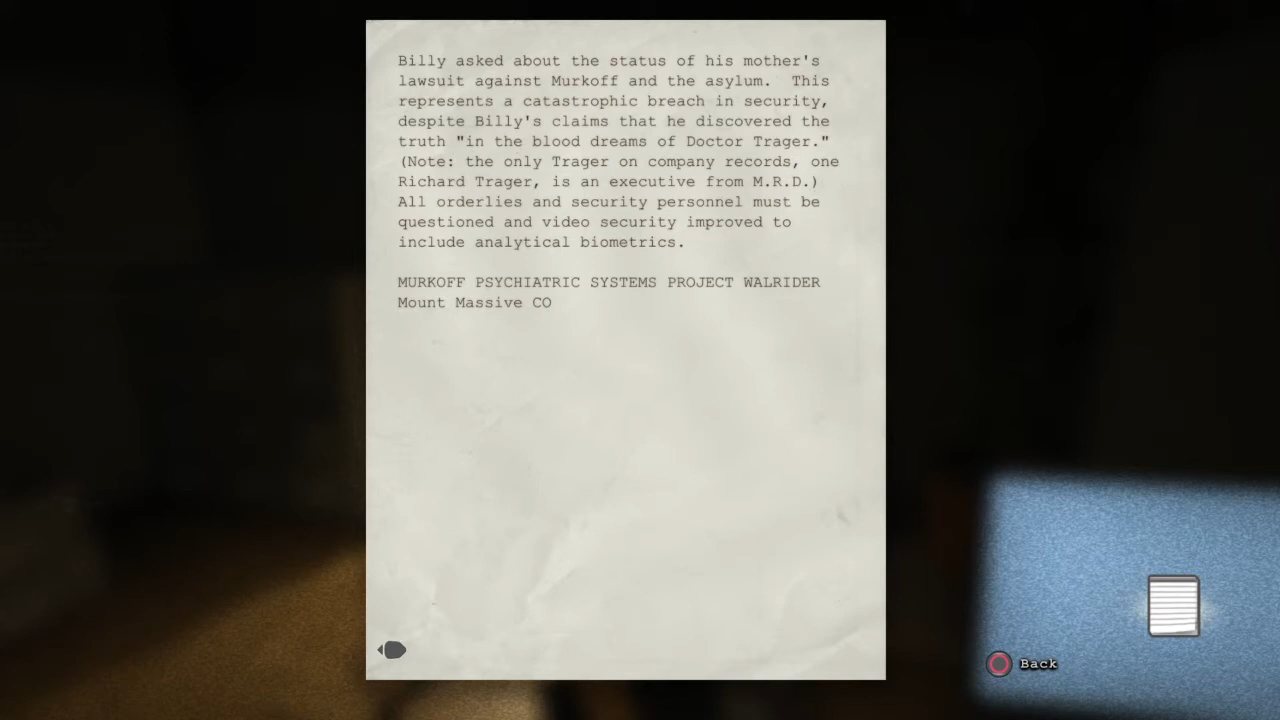 Billy asked about the status of his mother's
lawsuit against Murkoff and the asylum.  This
represents a catastrophic breach in security,
despite Billy's claims that he discovered the
truth "in the blood dreams of Doctor Trager."
(Note: the only Trager on company records, one
Richard Trager, is an executive from M.R.D.)
All orderlies and security personnel must be
questioned and video security improved to
include analytical biometrics.

MURKOFF PSYCHIATRIC SYSTEMS PROJECT WALRIDER
Mount Massive CO
Back